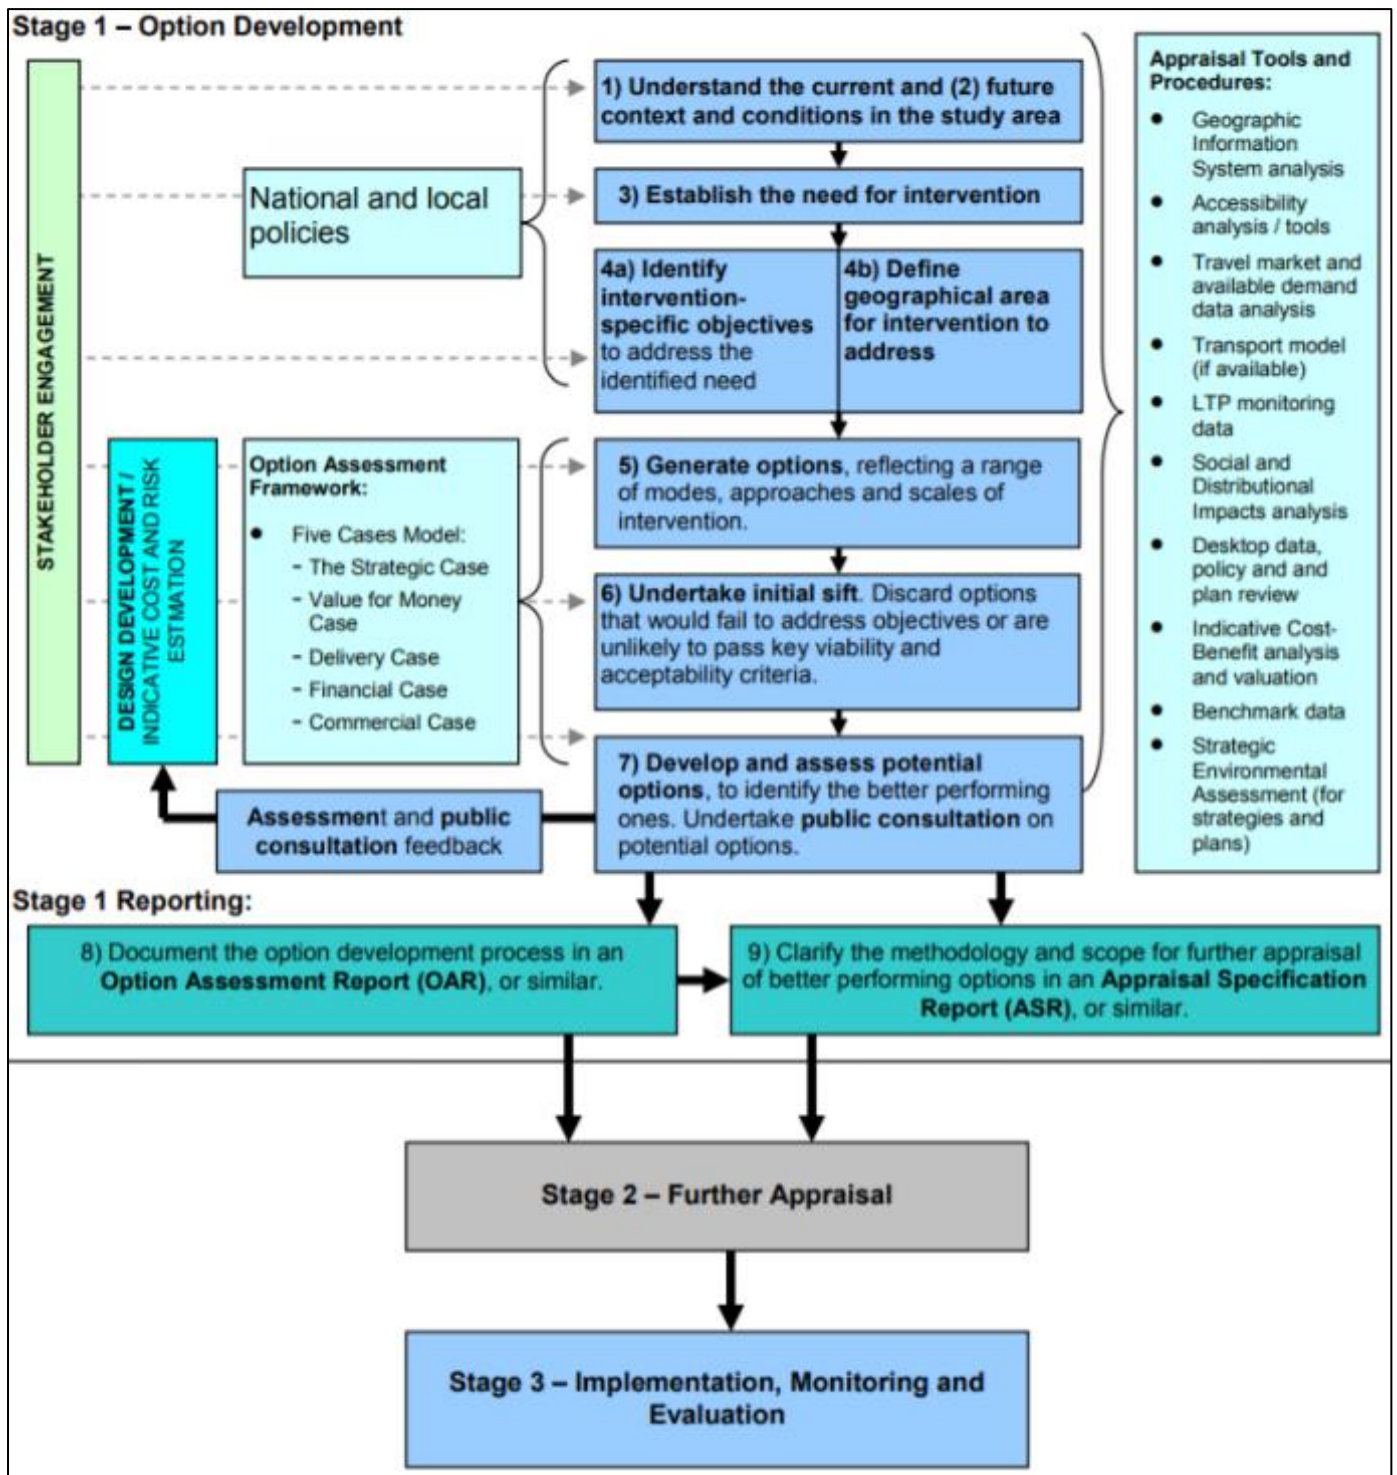 Stage 1 – Option Development
STAKEHOLDER ENGAGEMENT
National and local
policies
1) Understand the current and (2) future
context and conditions in the study area
3) Establish the need for intervention
4a) Identify
intervention-
specific objectives
to address the
identified need
4b) Define
geographical area
for intervention to
address
DESIGN DEVELOPMENT /
INDICATIVE COST AND RISK
ESTMATION
Option Assessment
Framework:
● Five Cases Model:
- The Strategic Case
- Value for Money
Case
- Delivery Case
- Financial Case
- Commercial Case
5) Generate options, reflecting a range
of modes, approaches and scales of
intervention.
6) Undertake initial sift. Discard options
that would fail to address objectives or are
unlikely to pass key viability and
acceptability criteria.
7) Develop and assess potential
options, to identify the better performing
ones. Undertake public consultation on
potential options.
Assessment and public
consultation feedback
Appraisal Tools and
Procedures:
● Geographic
Information
System analysis
● Accessibility
analysis / tools
● Travel market and
available demand
data analysis
● Transport model
(if available)
● LTP monitoring
data
● Social and
Distributional
Impacts analysis
● Desktop data,
policy and and
plan review
● Indicative Cost-
Benefit analysis
and valuation
● Benchmark data
● Strategic
Environmental
Assessment (for
strategies and
plans)
Stage 1 Reporting:
8) Document the option development process in an
Option Assessment Report (OAR), or similar.
9) Clarify the methodology and scope for further appraisal
of better performing options in an Appraisal Specification
Report (ASR), or similar.
Stage 2 – Further Appraisal
Stage 3 – Implementation, Monitoring and
Evaluation